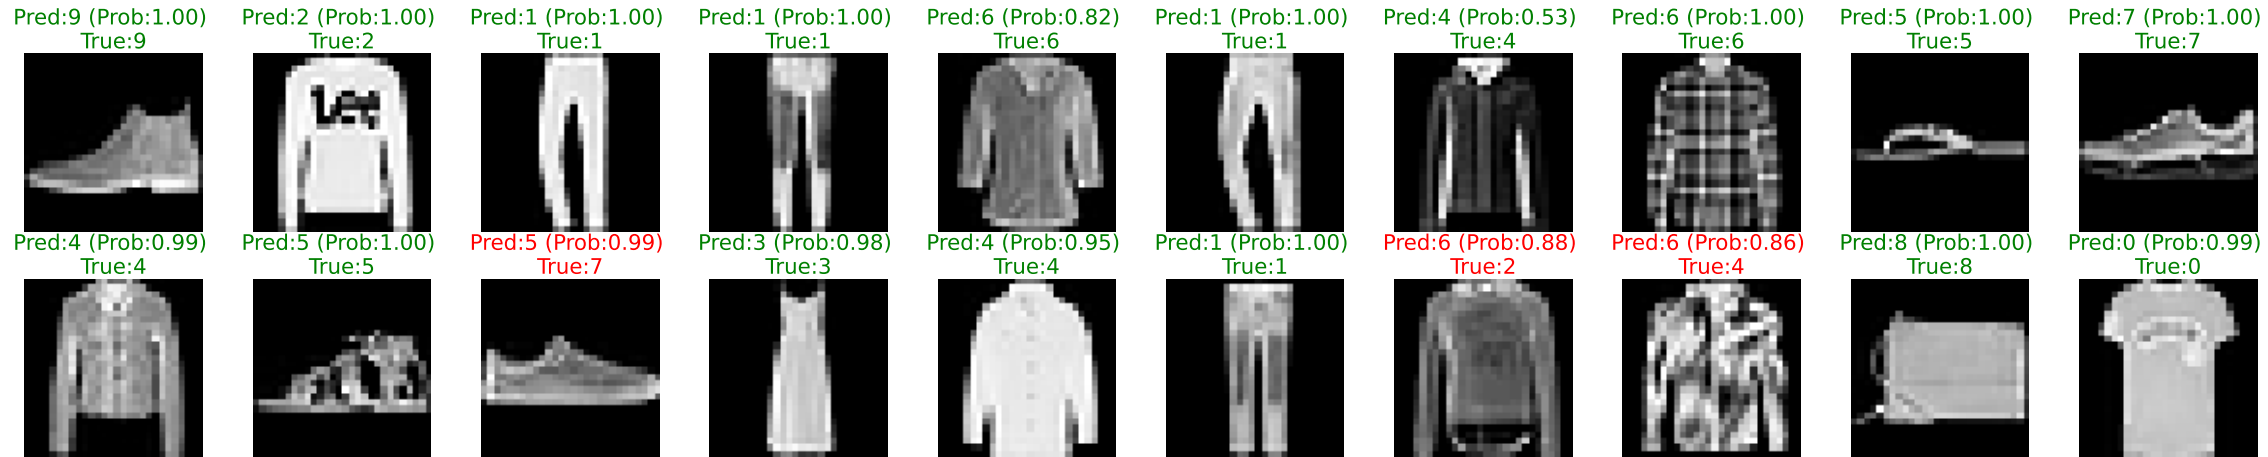 Pred:9 (Prob:1.00)
True:9
Pred:2 (Prob:1.00)
True:2
Pred:1 (Prob:1.00)
True:1
Pred:1 (Prob:1.00)
True:1
Pred:6 (Prob:0.82)
True:6
Pred:1 (Prob:1.00)
True:1
Pred:4 (Prob:0.53)
True:4
Pred:6 (Prob:1.00)
True:6
Pred:5 (Prob:1.00)
True:5
Pred:7 (Prob:1.00)
True:7
Lee
Pred:4 (Prob:0.99)
True:4
Pred:5 (Prob:1.00)
True:5
Pred:5 (Prob:0.99)
True:7
Pred:3 (Prob:0.98)
True:3
Pred:4 (Prob:0.95)
True:4
Pred:1 (Prob:1.00)
True:1
Pred:6 (Prob:0.88)
True:2
Pred:6 (Prob:0.86)
True:4
Pred:8 (Prob:1.00)
True:8
Pred:0 (Prob:0.99)
True:0